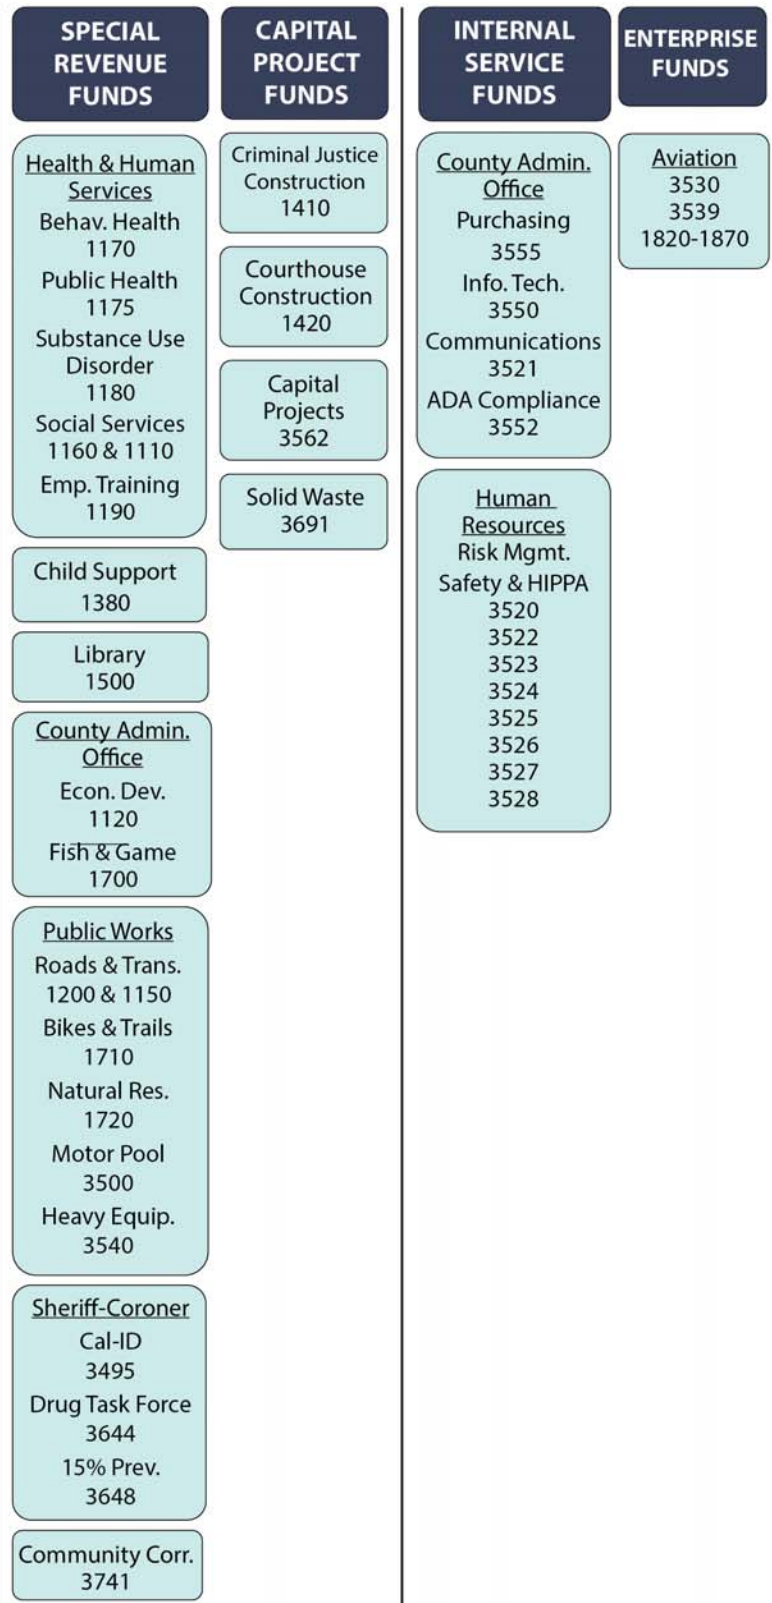 SPECIAL
REVENUE
FUNDS
Health & Human
Services
Behav. Health
1170
Public Health
1175
Substance Use
Disorder
1180
Social Services
1160 & 1110
Emp. Training
1190
Child Support
1380
Library
1500
County Admin.
Office
Econ. Dev.
1120
Fish & Game
1700
Public Works
Roads & Trans.
1200 & 1150
Bikes & Trails
1710
Natural Res.
1720
Motor Pool
3500
Heavy Equip.
3540
Sheriff-Coroner
Cal-ID
3495
Drug Task Force
3644
15% Prev.
3648
Community Corr.
3741
CAPITAL
PROJECT
FUNDS
Criminal Justice
Construction
1410
Courthouse
Construction
1420
Capital
Projects
3562
Solid Waste
3691
INTERNAL
SERVICE
FUNDS
County Admin.
Office
Purchasing
3555
Info. Tech.
3550
Communications
3521
ADA Compliance
3552
Human
Resources
Risk Mgmt.
Safety & HIPPA
3520
3522
3523
3524
3525
3526
3527
3528
ENTERPRISE
FUNDS
Aviation
3530
3539
1820-1870